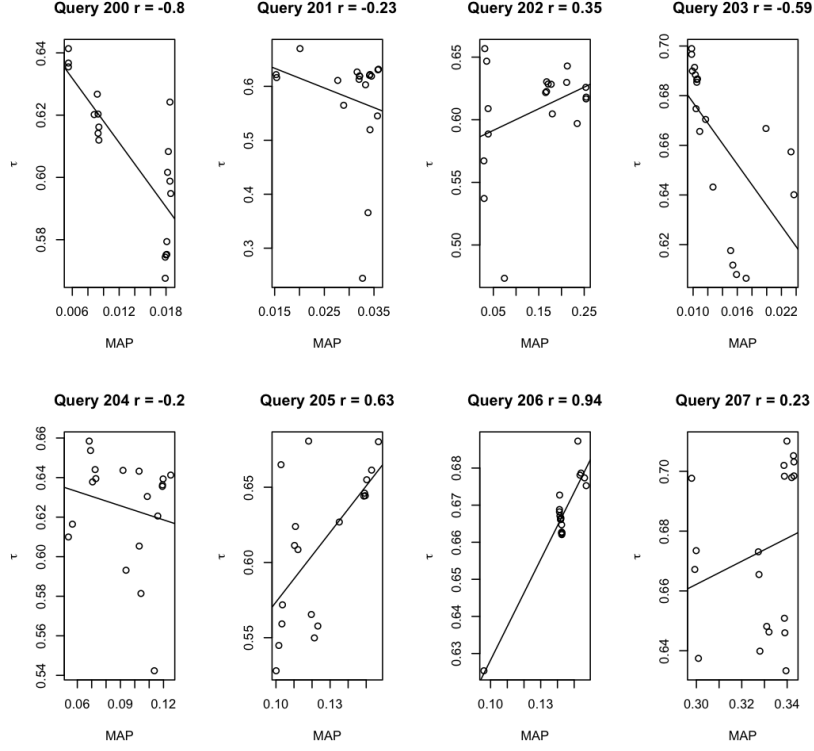 Query 200 r = -0.8
Query 201 r = -0.23
Query 202 r = 0.35
Query 203 r = -0.59
τ
0.64
0.62
0.60
0.58
0.006 0.012 0.018
MAP
τ
0.6
0.5
0.4
0.3
0.015 0.025 0.035
MAP
τ
0.65
0.60
0.55
0.50
0.05 0.15 0.25
MAP
τ
0.70
0.68
0.66
0.64
0.62
0.010 0.016 0.022
MAP
Query 204 r = -0.2
Query 205 r = 0.63
Query 206 r = 0.94
Query 207 r = 0.23
τ
0.66
0.64
0.62
0.60
0.58
0.56
0.54
0.06 0.09 0.12
MAP
τ
0.65
0.60
0.55
0.10 0.13
MAP
τ
0.68
0.67
0.66
0.65
0.64
0.63
0.10 0.13
MAP
τ
0.70
0.68
0.66
0.64
0.30 0.32 0.34
MAP